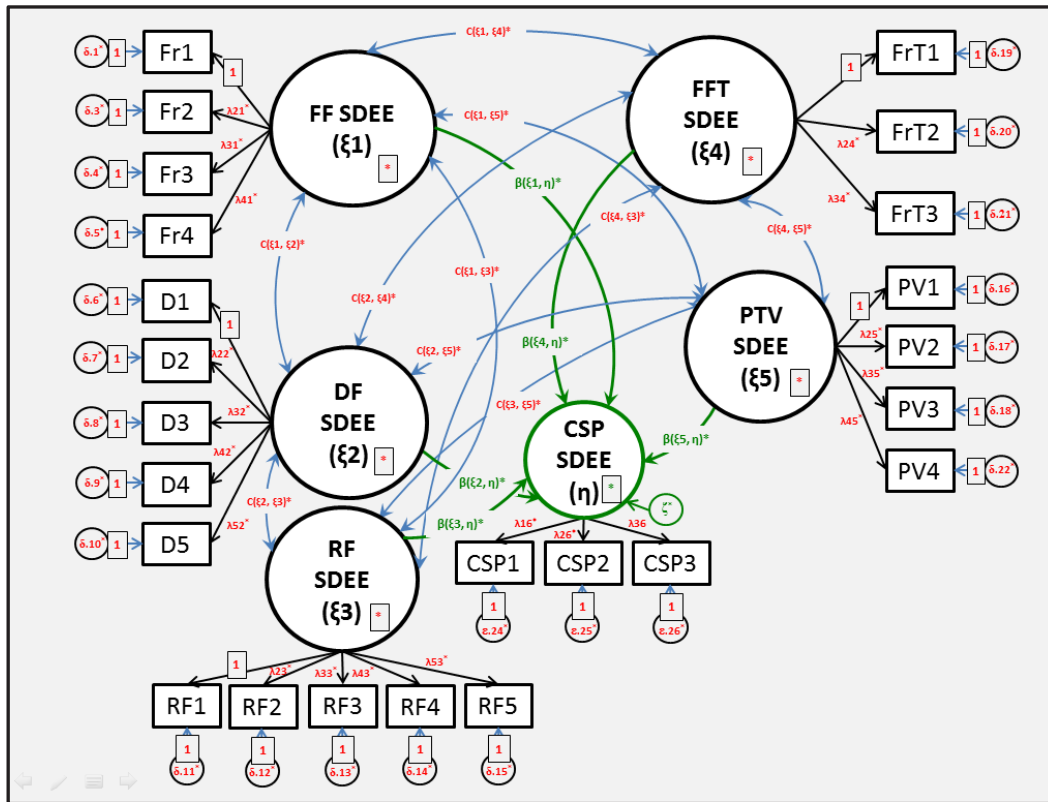 δ.1* 1 Fr1
δ.3* 1 Fr2
δ.4* 1 Fr3
δ.5* 1 Fr4
1
λ21*
λ31*
λ41*
FF SDEE
(ξ1)
*
C(ξ1, ξ4)*
C(ξ1, ξ5)*
β(ξ1, η)*
C(ξ4, ξ3)*
C(ξ4, ξ5)*
FFT
SDEE
(ξ4)
*
1
λ24*
λ34*
FrT1 1 δ.19*
FrT2 1 δ.20*
FrT3 1 δ.21*
C(ξ1, ξ2)*
C(ξ1, ξ3)*
C(ξ2, ξ4)*
C(ξ2, ξ5)*
β(ξ4, η)*
C(ξ3, ξ5)*
δ.6* 1 D1
δ.7* 1 D2
δ.8* 1 D3
δ.9* 1 D4
δ.10* 1 D5
1
λ22*
λ32*
λ42*
λ52*
DF
SDEE
(ξ2)
*
PTV
SDEE
(ξ5)
*
1
λ25*
λ35*
λ45*
PV1 1 δ.16*
PV2 1 δ.17*
PV3 1 δ.18*
PV4 1 δ.22*
C(ξ2, ξ3)*
β(ξ2, η)*
β(ξ3, η)*
β(ξ5, η)*
CSP
SDEE
(η)
*
ζ*
λ16*
λ26*
λ36
CSP1 CSP2 CSP3
1 1 1
ε.24* ε.25* ε.26*
RF
SDEE
(ξ3)
*
1
λ23*
λ33*
λ43*
λ53*
RF1 RF2 RF3 RF4 RF5
1 1 1 1 1
δ.11* δ.12* δ.13* δ.14* δ.15*